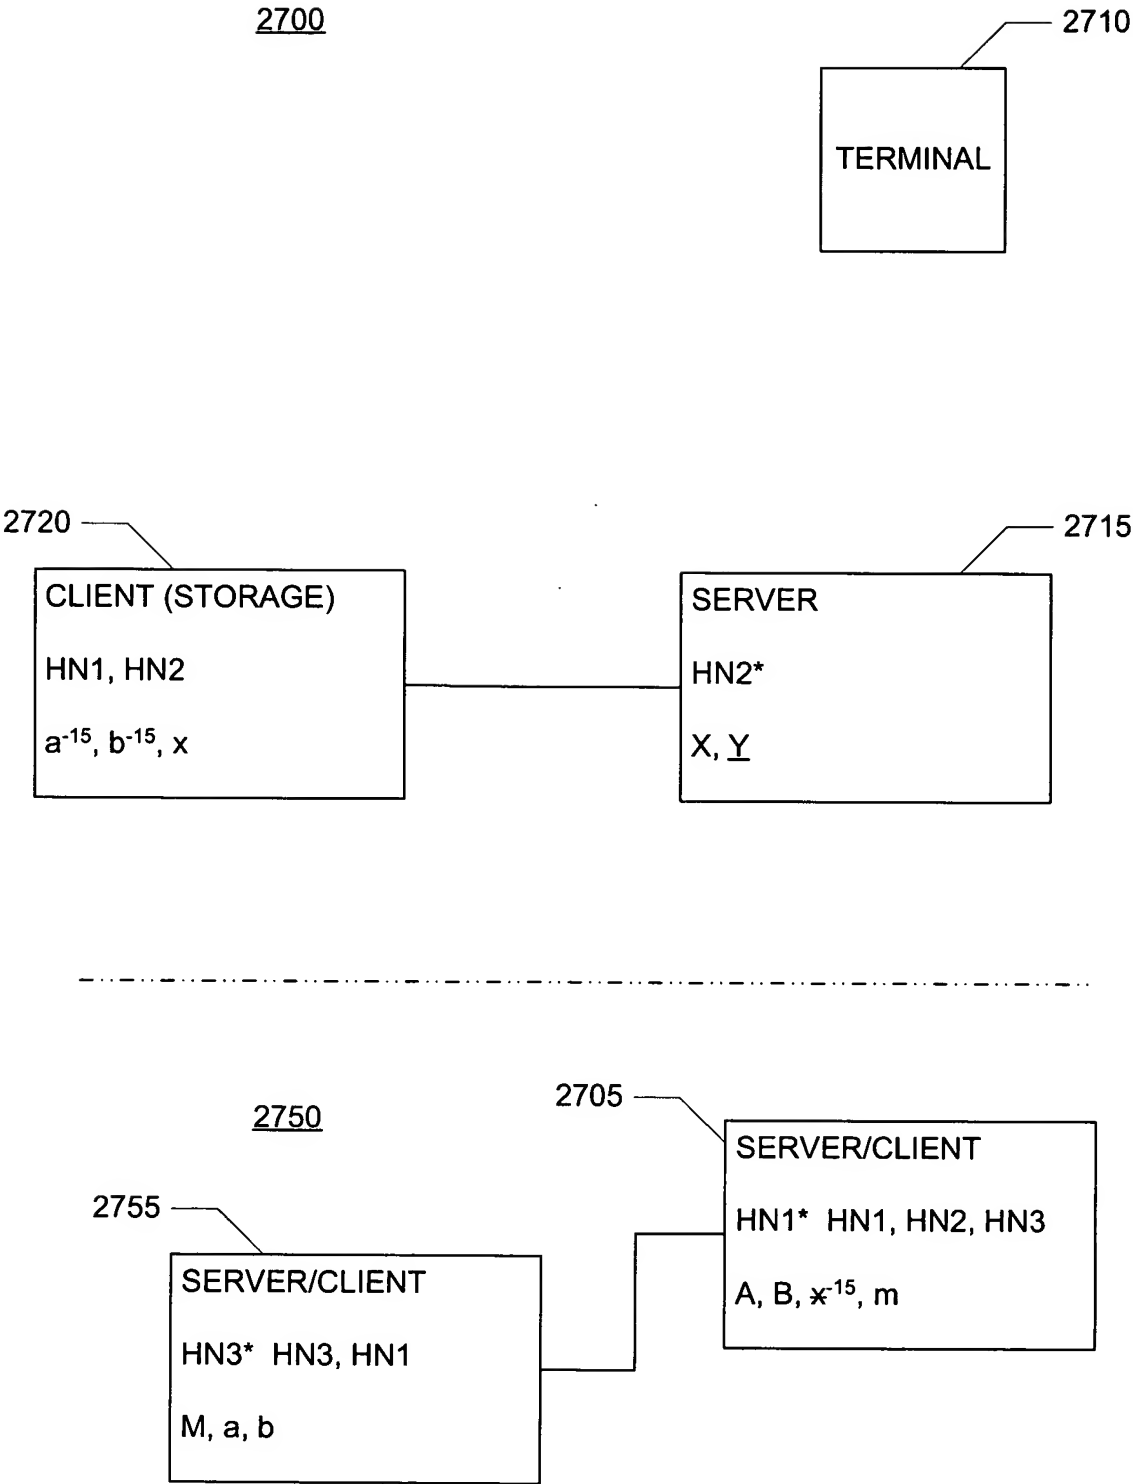 2700
2710
TERMINAL
2720
2715
CLIENT (STORAGE)
HN1, HN2
a⁻¹⁵, b⁻¹⁵, x
SERVER
HN2*
X, Y
2750
2705
SERVER/CLIENT
HN1* HN1, HN2, HN3
A, B, x⁻¹⁵, m
2755
SERVER/CLIENT
HN3* HN3, HN1
M, a, b